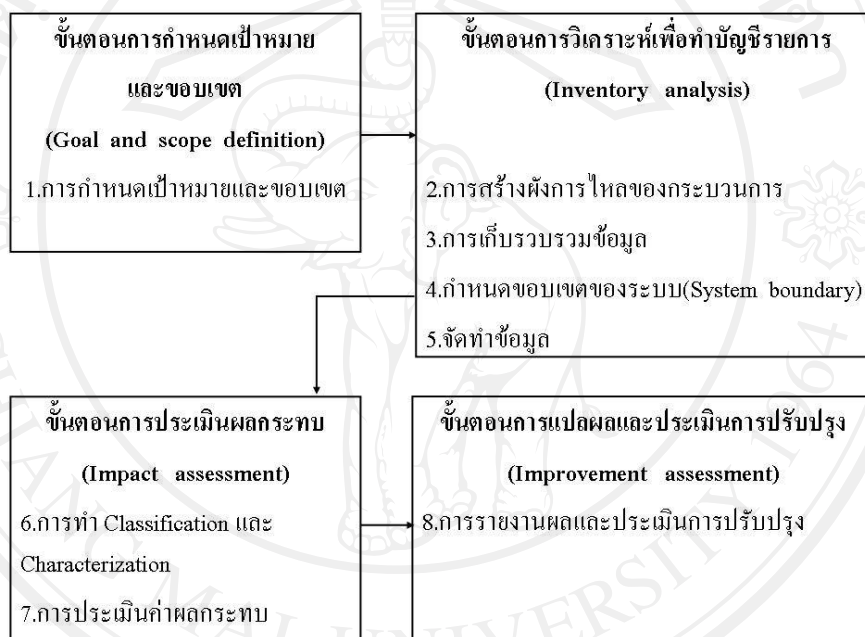 ขั้นตอนการกำหนดเป้าหมาย
และขอบเขต
(Goal and scope definition)
1.การกำหนดเป้าหมายและขอบเขต
ขั้นตอนการวิเคราะห์เพื่อทำบัญชีรายการ
(Inventory analysis)
2.การสร้างผังการไหลของกระบวนการ
3.การเก็บรวบรวมข้อมูล
4.กำหนดขอบเขตของระบบ(System boundary)
5.จัดทำข้อมูล
ขั้นตอนการประเมินผลกระทบ
(Impact assessment)
6.การทำ Classification และ
Characterization
7.การประเมินค่าผลกระทบ
ขั้นตอนการแปลผลและประเมินการปรับปรุง
(Improvement assessment)
8.การรายงานผลและประเมินการปรับปรุง
UNIVERSITY 1964